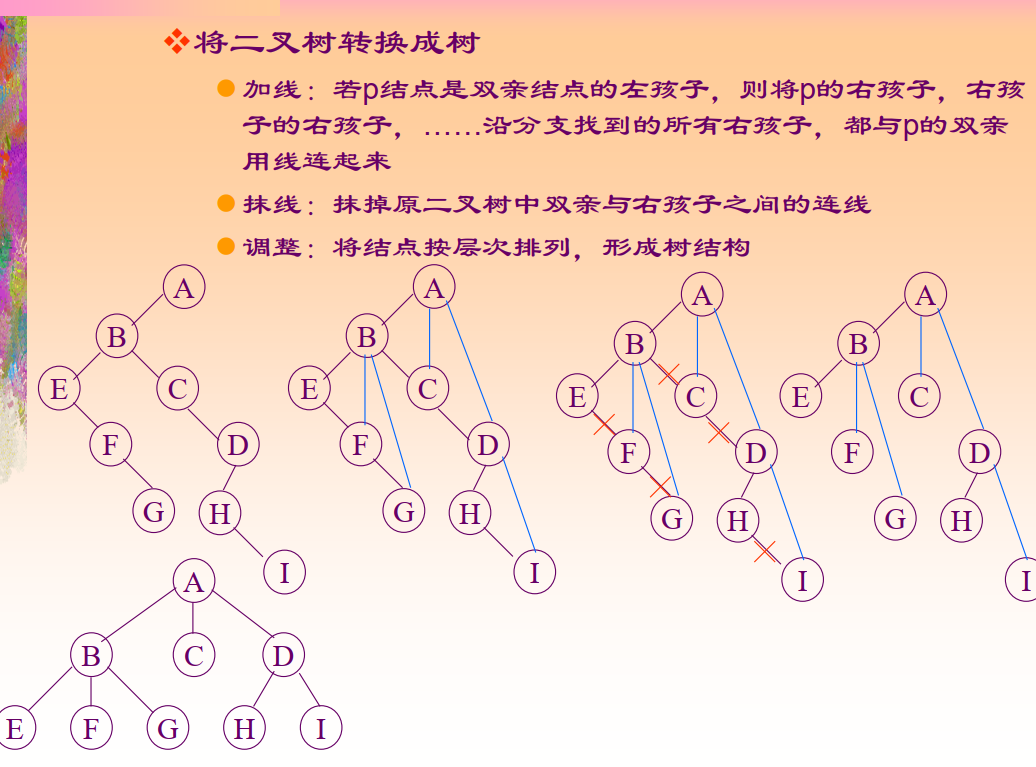 将二叉树转换成树
加线：若p结点是双亲结点的左孩子，则将p的右孩子，右孩
子的右孩子，……沿分支找到的所有右孩子，都与p的双亲
用线连起来
抹线：抹掉原二叉树中双亲与右孩子之间的连线
调整：将结点按层次排列，形成树结构
A
B
E
C
F
D
G
H
I
A
B
E
C
F
D
G
H
I
A
B
E
C
F
D
G
H
I
A
B
E
C
F
D
G
H
I
A
B
C
D
E
F
G
H
I